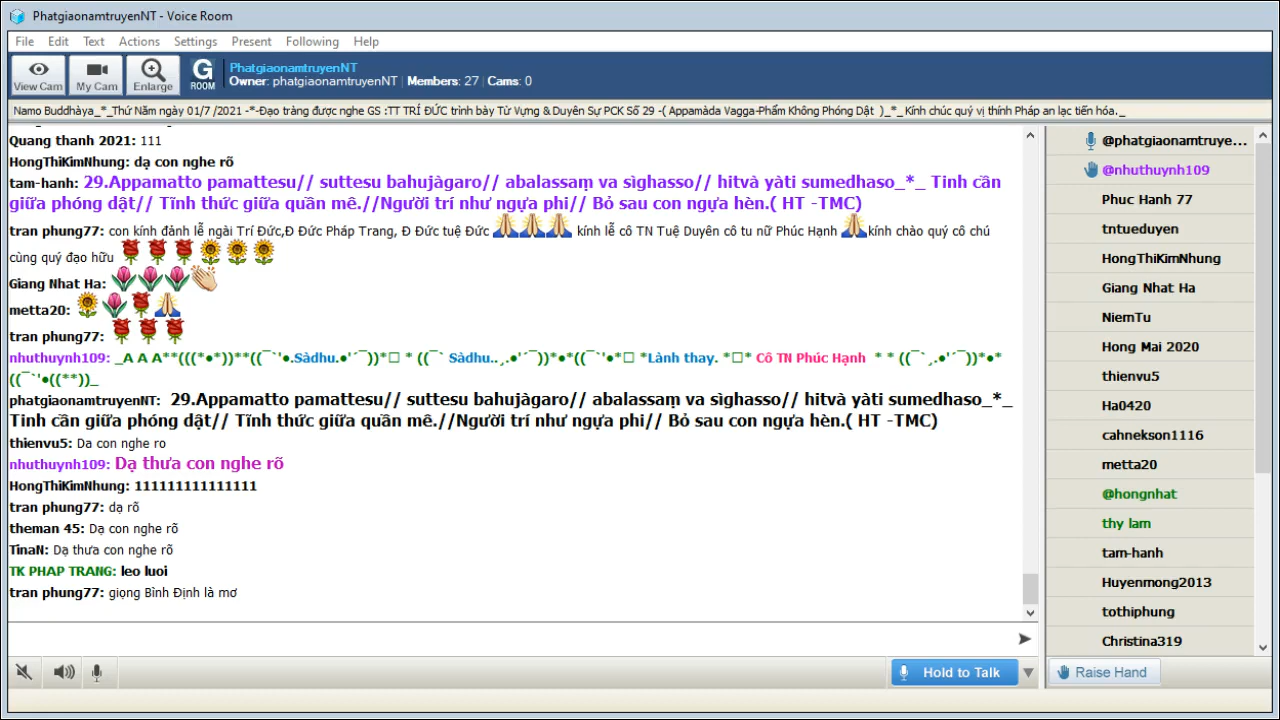 PhatgiaonamtruyenNT - Voice Room
File Edit Text Actions Settings Present Following Help
View Cam My Cam Enlarge G ROOM
PhatgiaonamtruyenNT
Owner: phatgiaonamtruyenNT | Members: 27 | Cams: 0
Namo Buddhàya_*_Thứ Năm ngày 01/7 /2021 -*-Đạo tràng được nghe GS :TT TRÍ ĐỨC trình bày Từ Vựng & Duyên Sự PCK Số 29 -( Appamàda Vagga-Phẩm Không Phóng Dật )_*_Kính chúc quý vị thính Pháp an lạc tiến hóa._
Quang thanh 2021: 111
HongThiKimNhung: dạ con nghe rõ
tam-hanh: 29.Appamatto pamattesu// suttesu bahujàgaro// abalassaṃ va sìghasso// hitvà yàti sumedhaso_*_ Tinh cần
giữa phóng dật// Tĩnh thức giữa quần mê.//Người trí như ngựa phi// Bỏ sau con ngựa hèn.( HT -TMC)
tran phung77: con kính đảnh lễ ngài Trí Đức,Đ Đức Pháp Trang, Đ Đức tuệ Đức 🙏🙏🙏 kính lễ cô TN Tuệ Duyên cô tu nữ Phúc Hạnh 🙏kính chào quý cô chú
cùng quý đạo hữu 🌹🌹🌹🌻🌻🌻
Giang Nhat Ha: 🌷🌷🌷👏
metta20: 🌻🌷🌹🙏
tran phung77: 🌹🌹🌹
nhuthuynh109: _A A A**(((*●*))**((¯`'●.Sàdhu.●'´¯))*□ * ((¯` Sàdhu..¸.●'´¯))*●*((¯`'●*□ *Lành thay. *□* Cô TN Phúc Hạnh * * ((¯`¸.●'´¯))*●*
((¯`'●((**))_
phatgiaonamtruyenNT: 29.Appamatto pamattesu// suttesu bahujàgaro// abalassaṃ va sìghasso// hitvà yàti sumedhaso_*_
Tinh cần giữa phóng dật// Tĩnh thức giữa quần mê.//Người trí như ngựa phi// Bỏ sau con ngựa hèn.( HT -TMC)
thienvu5: Da con nghe ro
nhuthuynh109: Dạ thưa con nghe rõ
HongThiKimNhung: 111111111111111
tran phung77: dạ rõ
theman 45: Dạ con nghe rõ
TinaN: Dạ thưa con nghe rõ
TK PHAP TRANG: leo luoi
tran phung77: giọng Bình Định là mơ
Hold to Talk
@phatgiaonamtruye...
@nhuthuynh109
Phuc Hanh 77
tntueduyen
HongThiKimNhung
Giang Nhat Ha
NiemTu
Hong Mai 2020
thienvu5
Ha0420
cahnekson1116
metta20
@hongnhat
thy lam
tam-hanh
Huyenmong2013
tothiphung
Christina319
Raise Hand